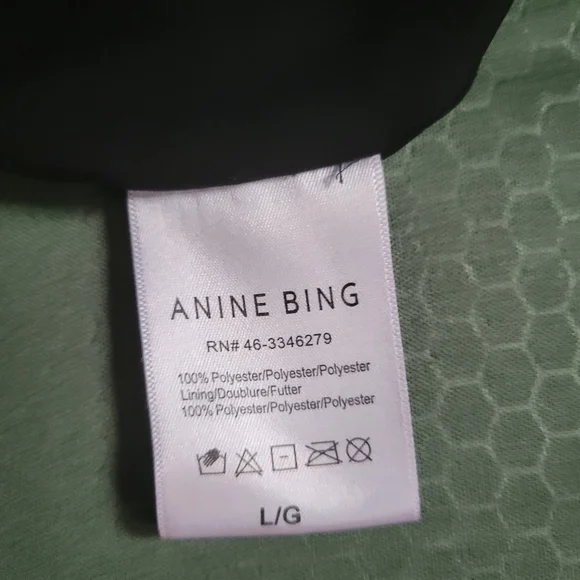 ANINE BING
RN# 46-3346279
100% Polyester/Polyester/Polyester
Lining/Doublure/Futter
100% Polyester/Polyester/Polyester
L/G